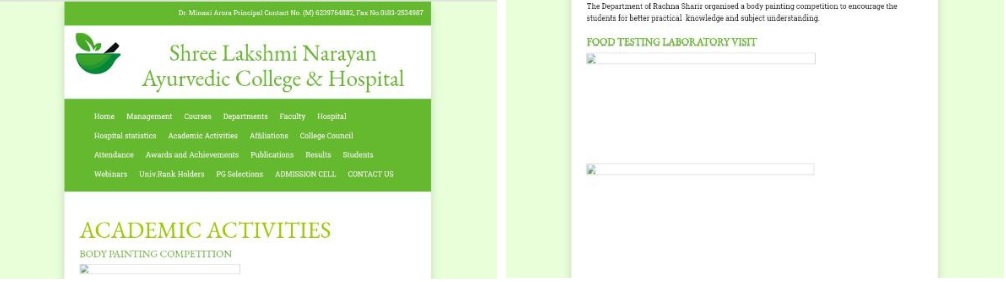 Dr. Minaxi Arora Principal Contact No. (M) 6239764882, Fax No 0183-2534987
Shree Lakshmi Narayan
Ayurvedic College & Hospital
Home Management Courses Departments Faculty Hospital
Hospital statistics Academic Activities Affiliations College Council
Attendance Awards and Achievements Publications Results Students
Webinars Univ.Rank Holders PG Selections ADMISSION CELL CONTACT US
ACADEMIC ACTIVITIES
BODY PAINTING COMPETITION
The Department of Rachna Sharir organised a body painting competition to encourage the
students for better practical knowledge and subject understanding.
FOOD TESTING LABORATORY VISIT